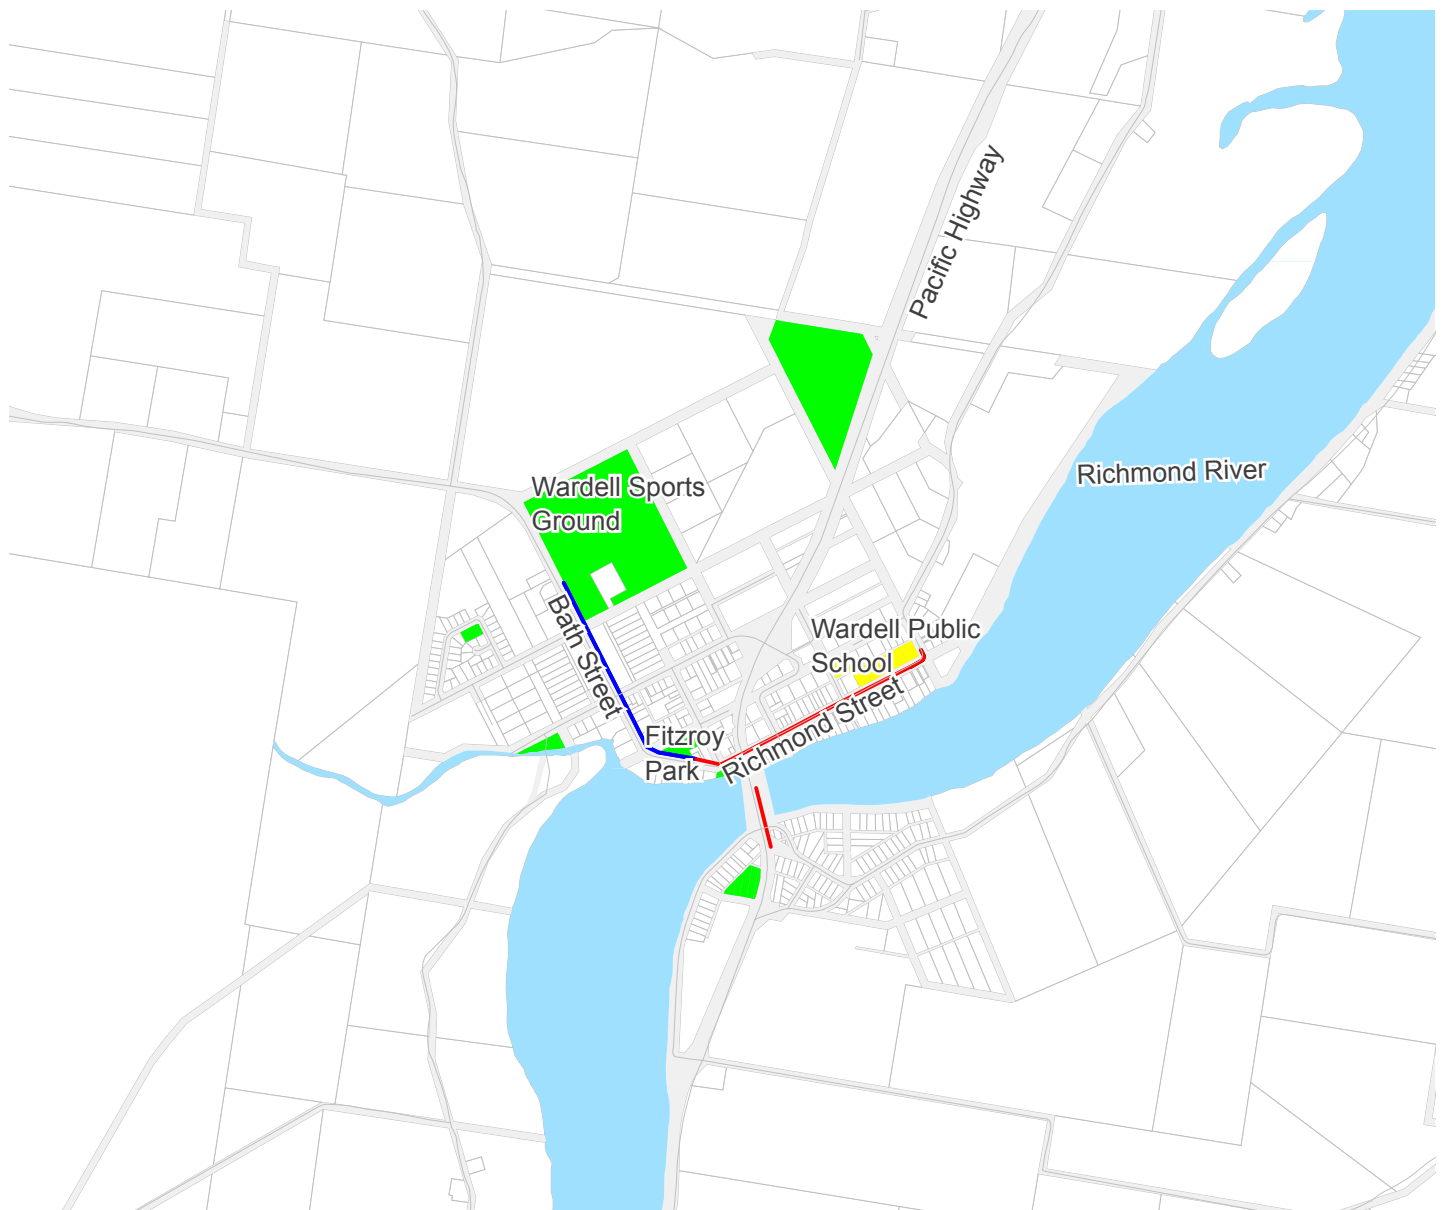 Pacific Highway
Richmond River
Wardell Sports
Ground
Bath Street
Wardell Public
School
Richmond Street
Fitzroy
Park